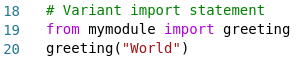 18 # Variant import statement
19 from mymodule import greeting
20 greeting("World")